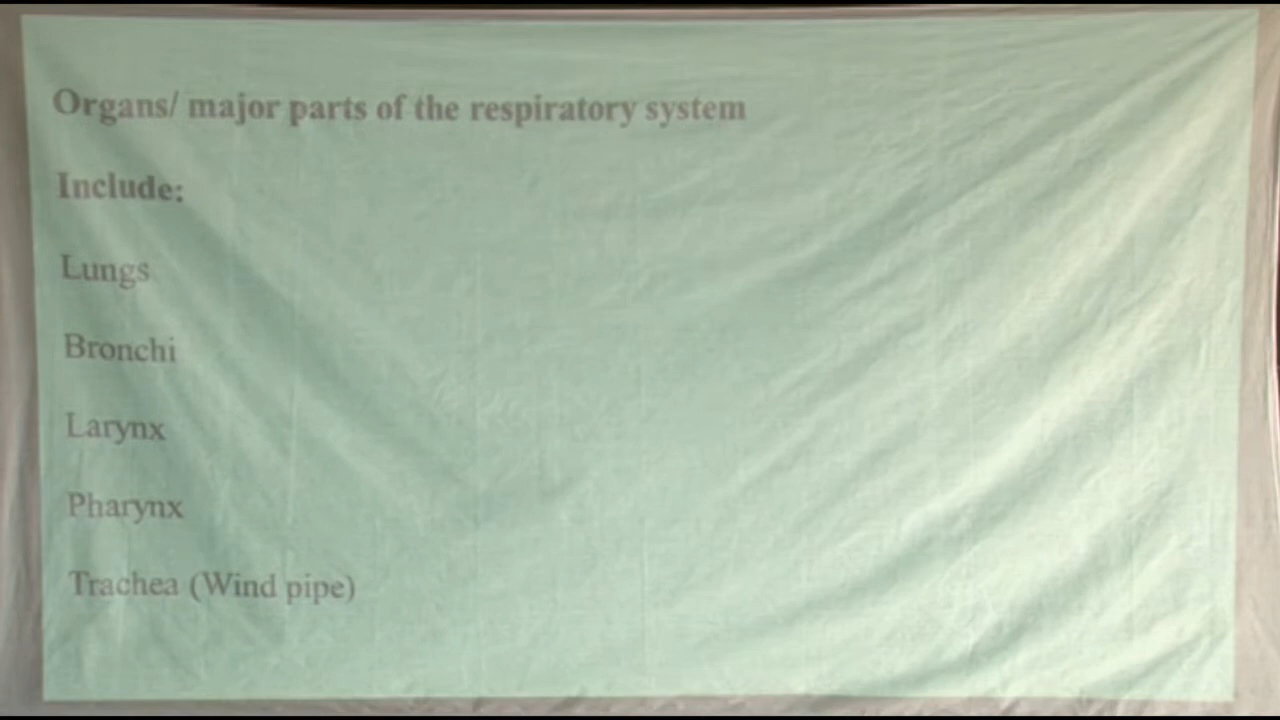 Organs/ major parts of the respiratory system
Include:
Lungs
Bronchi
Larynx
Pharynx
Trachea (Wind pipe)